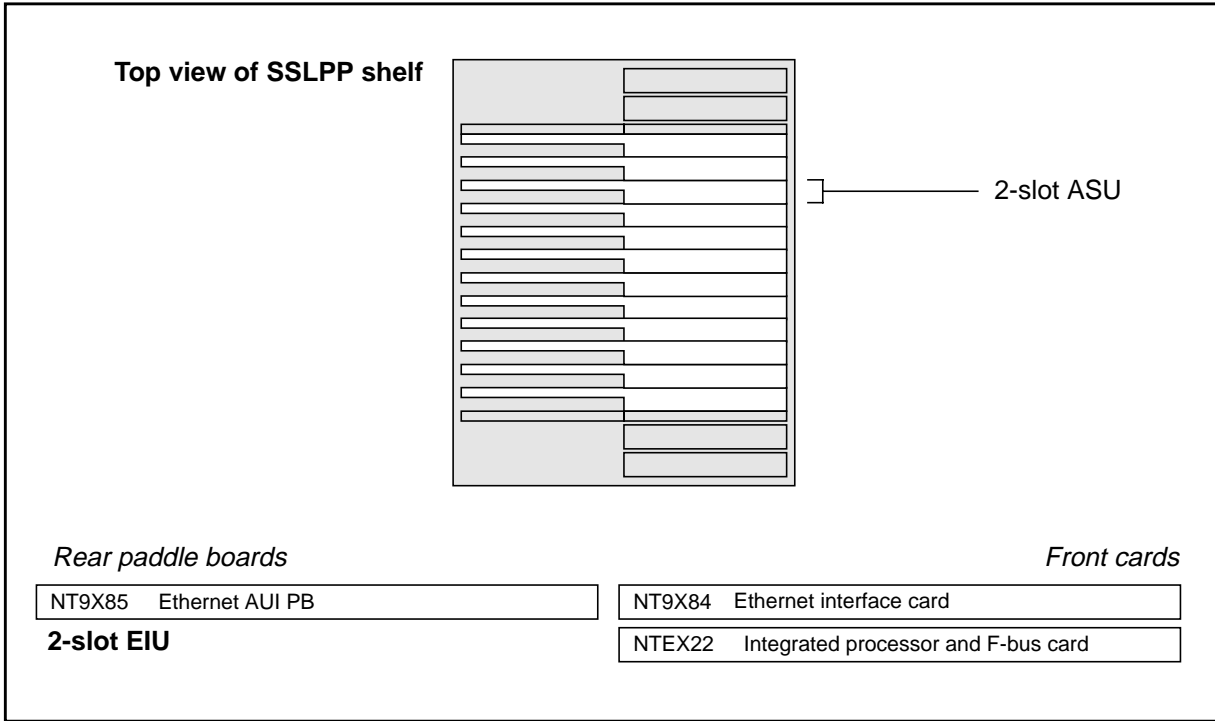 Top view of SSLPP shelf
2-slot ASU
Rear paddle boards
Front cards
NT9X85 Ethernet AUI PB
NT9X84 Ethernet interface card
2-slot EIU
NTEX22 Integrated processor and F-bus card